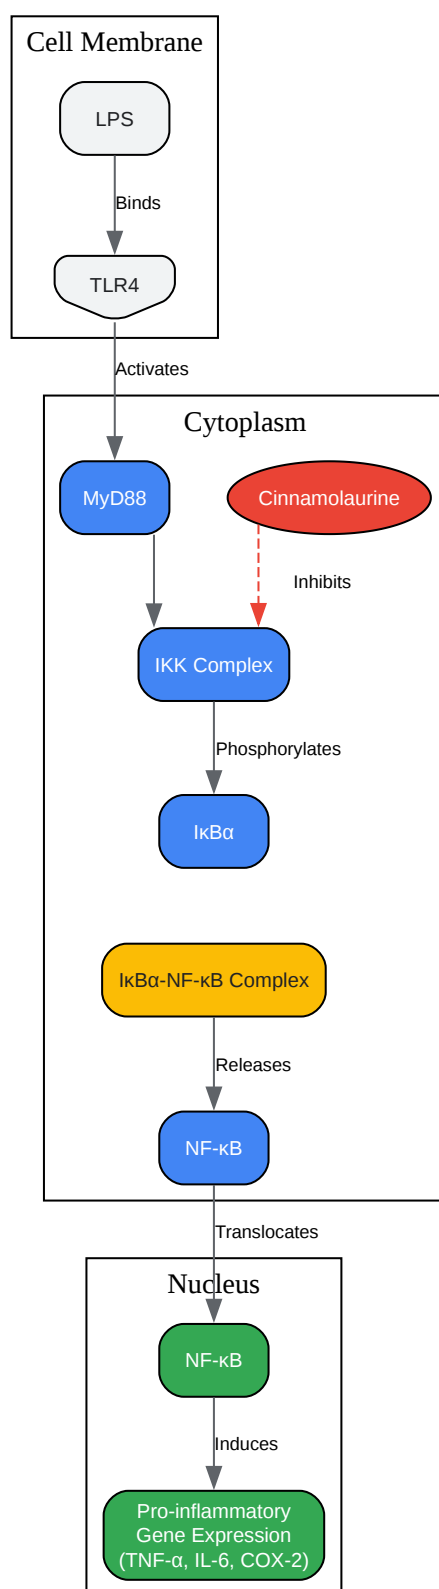 Cell Membrane
LPS
Binds
TLR4
Activates
Cytoplasm
MyD88
Cinnamolaurine
Inhibits
IKK Complex
Phosphorylates
IκBα
IκBα-NF-κB Complex
Releases
NF-κB
Translocates
Nucleus
NF-κB
Induces
Pro-inflammatory
Gene Expression
(TNF-α, IL-6, COX-2)